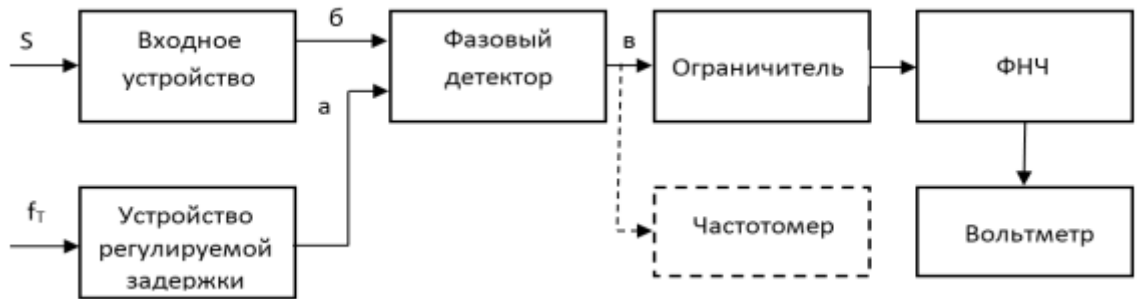 S
Входное
устройство
б
а
Фазовый
детектор
в
Ограничитель
ФНЧ
fТ
Устройство
регулируемой
задержки
Частотомер
Вольтметр